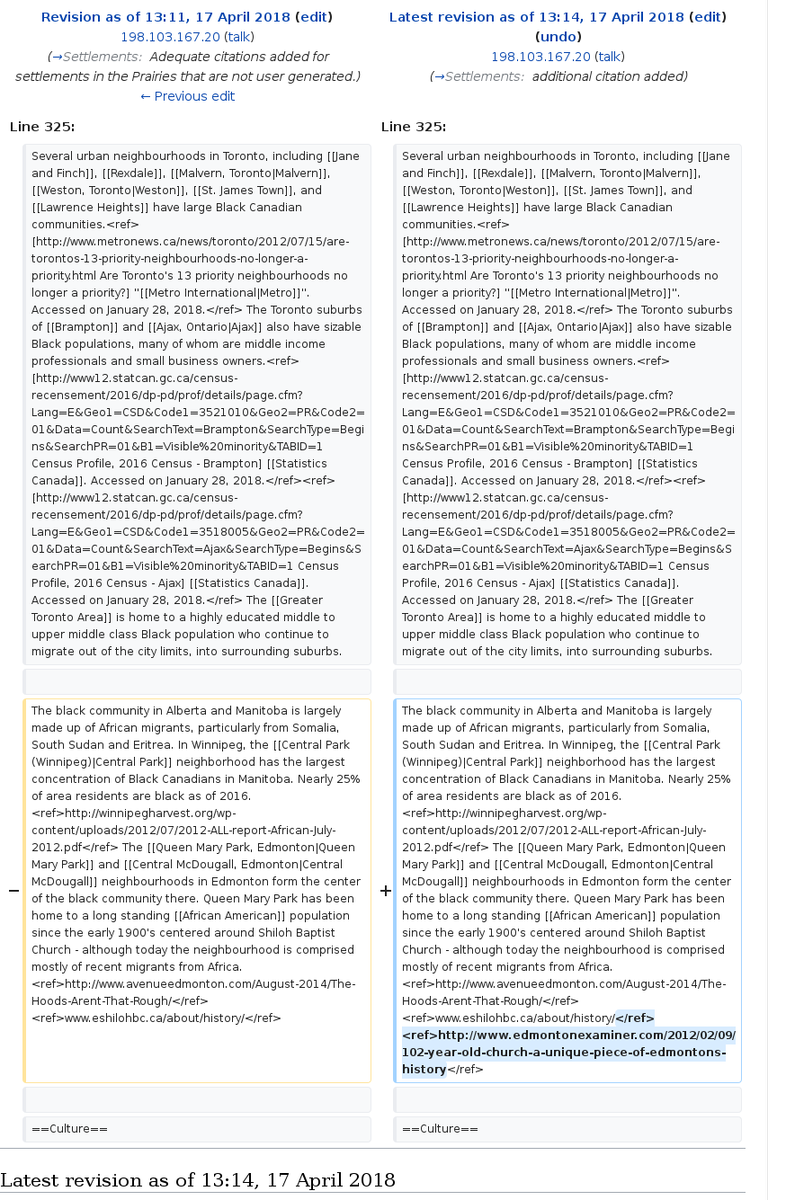 Revision as of 13:11, 17 April 2018 (edit)
198.103.167.20 (talk)
(→Settlements: Adequate citations added for
settlements in the Prairies that are not user generated.)
← Previous edit
Latest revision as of 13:14, 17 April 2018 (edit)
(undo)
198.103.167.20 (talk)
(→Settlements: additional citation added)
Line 325:
Several urban neighbourhoods in Toronto, including [[Jane
and Finch]], [[Rexdale]], [[Malvern, Toronto|Malvern]],
[[Weston, Toronto|Weston]], [[St. James Town]], and
[[Lawrence Heights]] have large Black Canadian
communities.<ref>
[http://www.metronews.ca/news/toronto/2012/07/15/are-
torontos-13-priority-neighbourhoods-no-longer-a-
priority.html Are Toronto's 13 priority neighbourhoods no
longer a priority?] ''[[Metro International|Metro]]''.
Accessed on January 28, 2018.</ref> The Toronto suburbs
of [[Brampton]] and [[Ajax, Ontario|Ajax]] also have sizable
Black populations, many of whom are middle income
professionals and small business owners.<ref>
[http://www12.statcan.gc.ca/census-
recensement/2016/dp-pd/prof/details/page.cfm?
Lang=E&Geo1=CSD&Code1=3521010&Geo2=PR&Code2=
01&Data=Count&SearchText=Brampton&SearchType=Begi
ns&SearchPR=01&B1=Visible%20minority&TABID=1
Census Profile, 2016 Census - Brampton] [[Statistics
Canada]]. Accessed on January 28, 2018.</ref><ref>
[http://www12.statcan.gc.ca/census-
recensement/2016/dp-pd/prof/details/page.cfm?
Lang=E&Geo1=CSD&Code1=3518005&Geo2=PR&Code2=
01&Data=Count&SearchText=Ajax&SearchType=Begins&S
earchPR=01&B1=Visible%20minority&TABID=1 Census
Profile, 2016 Census - Ajax] [[Statistics Canada]].
Accessed on January 28, 2018.</ref> The [[Greater
Toronto Area]] is home to a highly educated middle to
upper middle class Black population who continue to
migrate out of the city limits, into surrounding suburbs.
Line 325:
Several urban neighbourhoods in Toronto, including [[Jane
and Finch]], [[Rexdale]], [[Malvern, Toronto|Malvern]],
[[Weston, Toronto|Weston]], [[St. James Town]], and
[[Lawrence Heights]] have large Black Canadian
communities.<ref>
[http://www.metronews.ca/news/toronto/2012/07/15/are-
torontos-13-priority-neighbourhoods-no-longer-a-
priority.html Are Toronto's 13 priority neighbourhoods no
longer a priority?] ''[[Metro International|Metro]]''.
Accessed on January 28, 2018.</ref> The Toronto suburbs
of [[Brampton]] and [[Ajax, Ontario|Ajax]] also have sizable
Black populations, many of whom are middle income
professionals and small business owners.<ref>
[http://www12.statcan.gc.ca/census-
recensement/2016/dp-pd/prof/details/page.cfm?
Lang=E&Geo1=CSD&Code1=3521010&Geo2=PR&Code2=
01&Data=Count&SearchText=Brampton&SearchType=Begi
ns&SearchPR=01&B1=Visible%20minority&TABID=1
Census Profile, 2016 Census - Brampton] [[Statistics
Canada]]. Accessed on January 28, 2018.</ref><ref>
[http://www12.statcan.gc.ca/census-
recensement/2016/dp-pd/prof/details/page.cfm?
Lang=E&Geo1=CSD&Code1=3518005&Geo2=PR&Code2=
01&Data=Count&SearchText=Ajax&SearchType=Begins&S
earchPR=01&B1=Visible%20minority&TABID=1 Census
Profile, 2016 Census - Ajax] [[Statistics Canada]].
Accessed on January 28, 2018.</ref> The [[Greater
Toronto Area]] is home to a highly educated middle to
upper middle class Black population who continue to
migrate out of the city limits, into surrounding suburbs.
−
The black community in Alberta and Manitoba is largely
made up of African migrants, particularly from Somalia,
South Sudan and Eritrea. In Winnipeg, the [[Central Park
(Winnipeg)|Central Park]] neighborhood has the largest
concentration of Black Canadians in Manitoba. Nearly 25%
of area residents are black as of 2016.
<ref>http://winnipegharvest.org/wp-
content/uploads/2012/07/2012-ALL-report-African-July-
2012.pdf</ref> The [[Queen Mary Park, Edmonton|Queen
Mary Park]] and [[Central McDougall, Edmonton|Central
McDougall]] neighbourhoods in Edmonton form the center
of the black community there. Queen Mary Park has been
home to a long standing [[African American]] population
since the early 1900's centered around Shiloh Baptist
Church - although today the neighbourhood is comprised
mostly of recent migrants from Africa.
<ref>http://www.avenueedmonton.com/August-2014/The-
Hoods-Arent-That-Rough/</ref>
<ref>www.eshilohbc.ca/about/history/</ref>
+
The black community in Alberta and Manitoba is largely
made up of African migrants, particularly from Somalia,
South Sudan and Eritrea. In Winnipeg, the [[Central Park
(Winnipeg)|Central Park]] neighborhood has the largest
concentration of Black Canadians in Manitoba. Nearly 25%
of area residents are black as of 2016.
<ref>http://winnipegharvest.org/wp-
content/uploads/2012/07/2012-ALL-report-African-July-
2012.pdf</ref> The [[Queen Mary Park, Edmonton|Queen
Mary Park]] and [[Central McDougall, Edmonton|Central
McDougall]] neighbourhoods in Edmonton form the center
of the black community there. Queen Mary Park has been
home to a long standing [[African American]] population
since the early 1900's centered around Shiloh Baptist
Church - although today the neighbourhood is comprised
mostly of recent migrants from Africa.
<ref>http://www.avenueedmonton.com/August-2014/The-
Hoods-Arent-That-Rough/</ref>
<ref>www.eshilohbc.ca/about/history/</ref>
<ref>http://www.edmontonexaminer.com/2012/02/09/
102-year-old-church-a-unique-piece-of-edmontons-
history</ref>
==Culture==
==Culture==
Latest revision as of 13:14, 17 April 2018